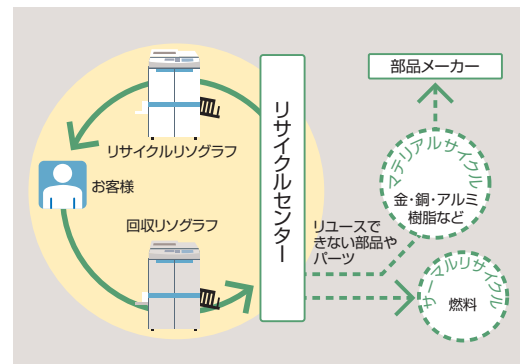 リサイクルリソグラフ
お客様
回収リソグラフ
リサイクルセンター
リユースで
きない部品や
パーツ
部品メーカー
マテリアルサイクル
金・銅・アルミ
樹脂など
サーマルリサイクル
燃料